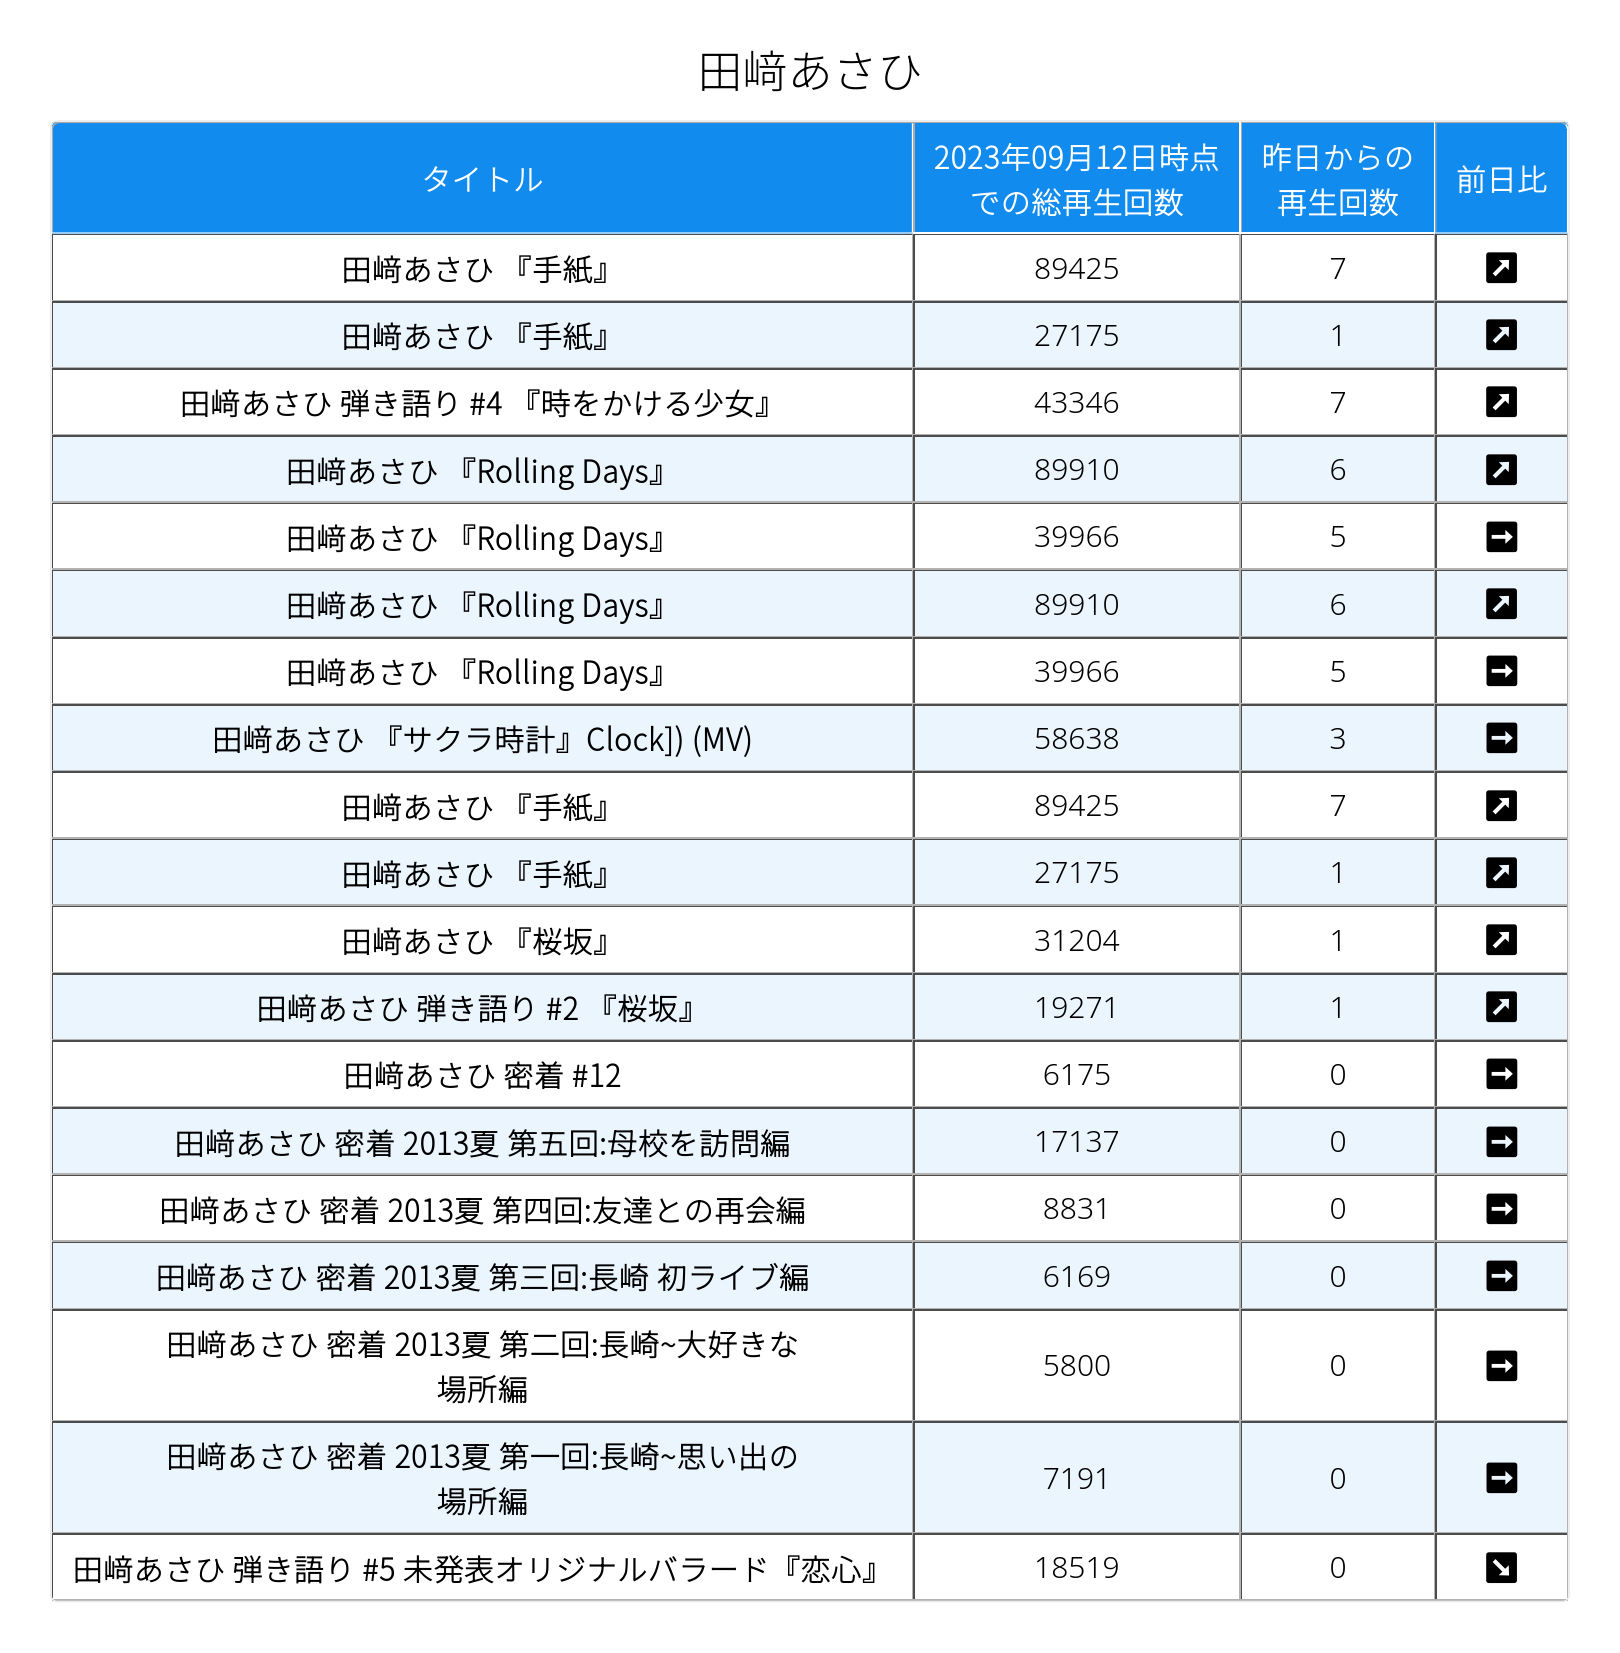 田﨑あさひ
タイトル
2023年09月12日時点
での総再生回数
昨日からの
再生回数
前日比
田﨑あさひ 『手紙』 89425 7
田﨑あさひ 『手紙』 27175 1
田﨑あさひ 弾き語り #4 『時をかける少女』 43346 7
田﨑あさひ 『Rolling Days』 89910 6
田﨑あさひ 『Rolling Days』 39966 5
田﨑あさひ 『Rolling Days』 89910 6
田﨑あさひ 『Rolling Days』 39966 5
田﨑あさひ 『サクラ時計』Clock]) (MV) 58638 3
田﨑あさひ 『手紙』 89425 7
田﨑あさひ 『手紙』 27175 1
田﨑あさひ 『桜坂』 31204 1
田﨑あさひ 弾き語り #2 『桜坂』 19271 1
田﨑あさひ 密着 #12 6175 0
田﨑あさひ 密着 2013夏 第五回:母校を訪問編 17137 0
田﨑あさひ 密着 2013夏 第四回:友達との再会編 8831 0
田﨑あさひ 密着 2013夏 第三回:長崎 初ライブ編 6169 0
田﨑あさひ 密着 2013夏 第二回:長崎~大好きな
場所編 5800 0
田﨑あさひ 密着 2013夏 第一回:長崎~思い出の
場所編 7191 0
田﨑あさひ 弾き語り #5 未発表オリジナルバラード『恋心』 18519 0